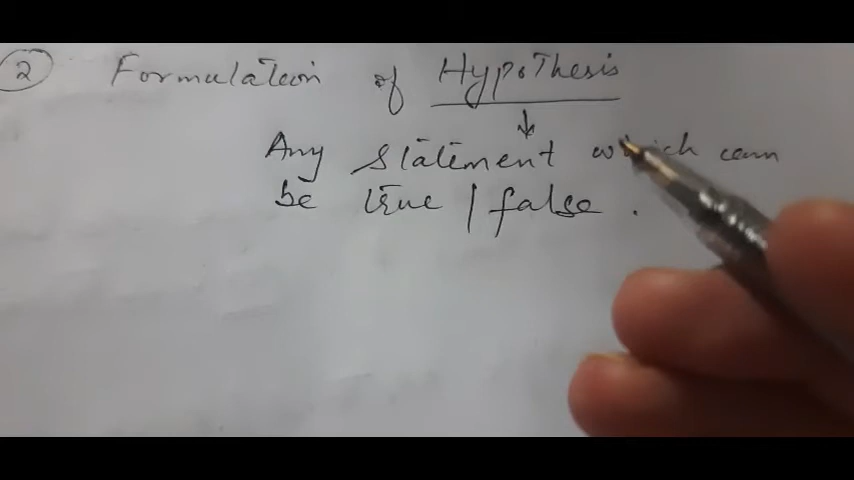 2 Formulation of Hypothesis
↓
Any statement which can
be true / false .